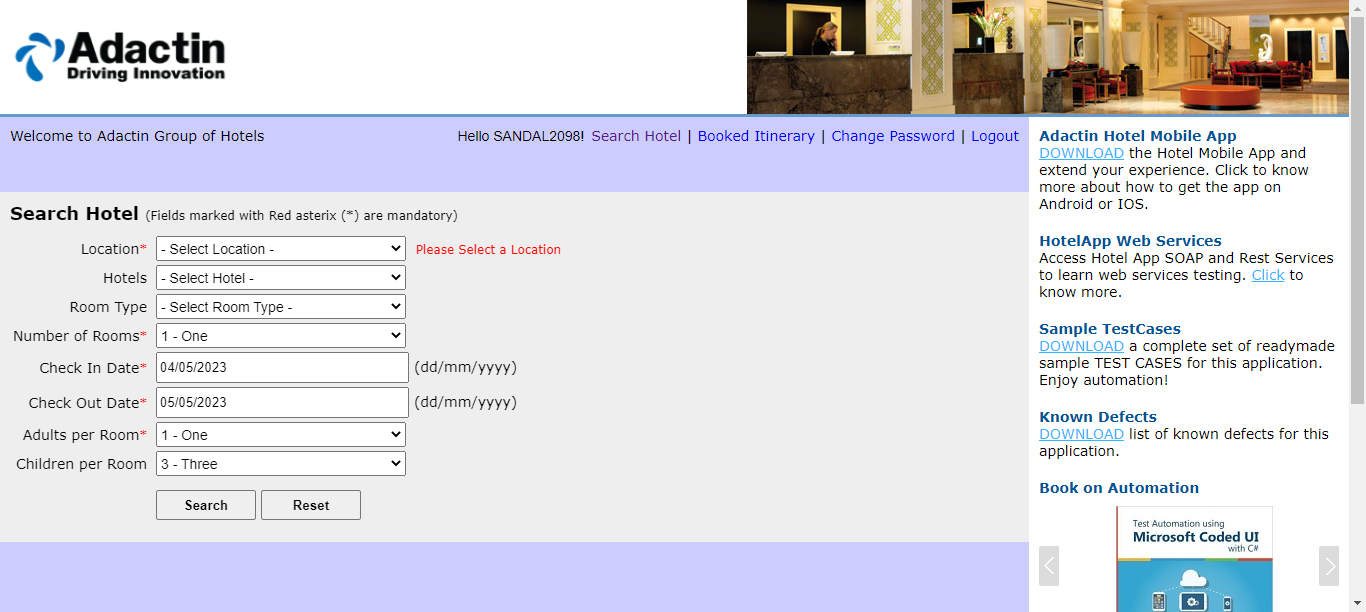 Adactin
Driving Innovation
Welcome to Adactin Group of Hotels
Hello SANDAL2098! Search Hotel | Booked Itinerary | Change Password | Logout
Search Hotel (Fields marked with Red asterix (*) are mandatory)
Location* - Select Location - Please Select a Location
Hotels - Select Hotel -
Room Type - Select Room Type -
Number of Rooms* 1 - One
Check In Date* 04/05/2023 (dd/mm/yyyy)
Check Out Date* 05/05/2023 (dd/mm/yyyy)
Adults per Room* 1 - One
Children per Room 3 - Three
Search Reset
Adactin Hotel Mobile App
DOWNLOAD the Hotel Mobile App and
extend your experience. Click to know
more about how to get the app on
Android or IOS.
HotelApp Web Services
Access Hotel App SOAP and Rest Services
to learn web services testing. Click to
know more.
Sample TestCases
DOWNLOAD a complete set of readymade
sample TEST CASES for this application.
Enjoy automation!
Known Defects
DOWNLOAD list of known defects for this
application.
Book on Automation
Test Automation using
Microsoft Coded UI
with C#